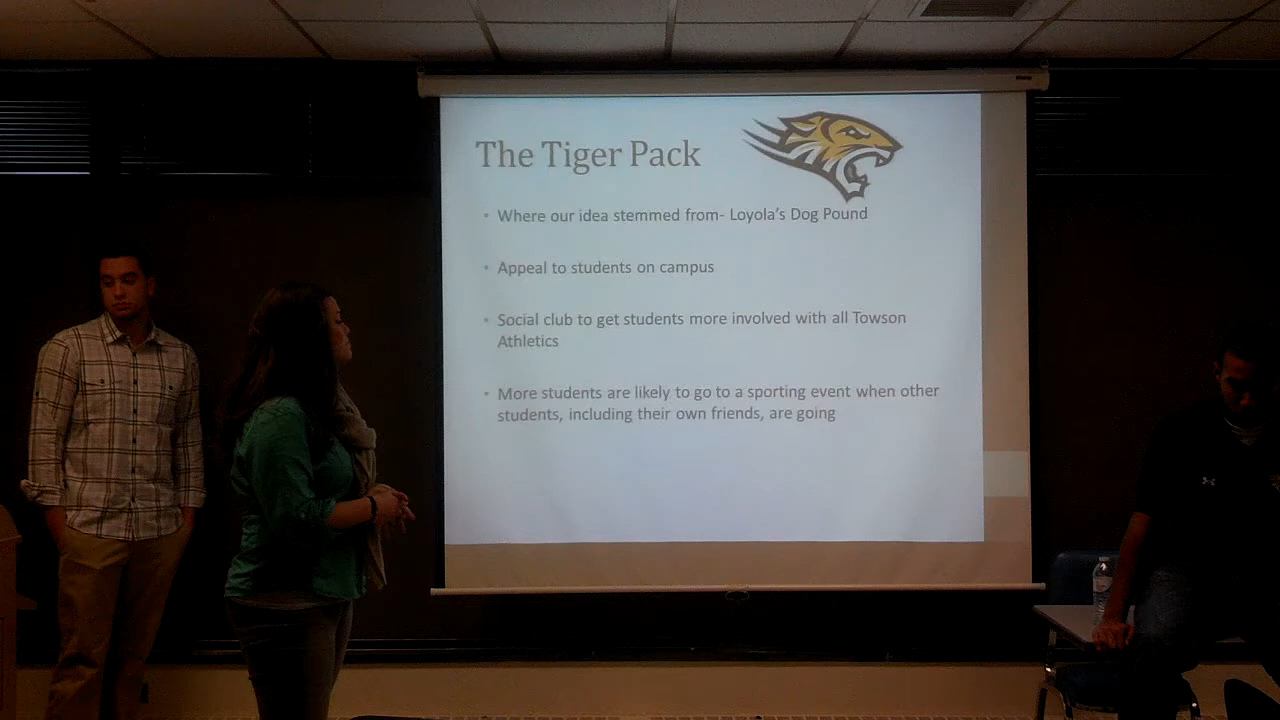 The Tiger Pack
• Where our idea stemmed from- Loyola's Dog Pound
• Appeal to students on campus
• Social club to get students more involved with all Towson
Athletics
• More students are likely to go to a sporting event when other
students, including their own friends, are going